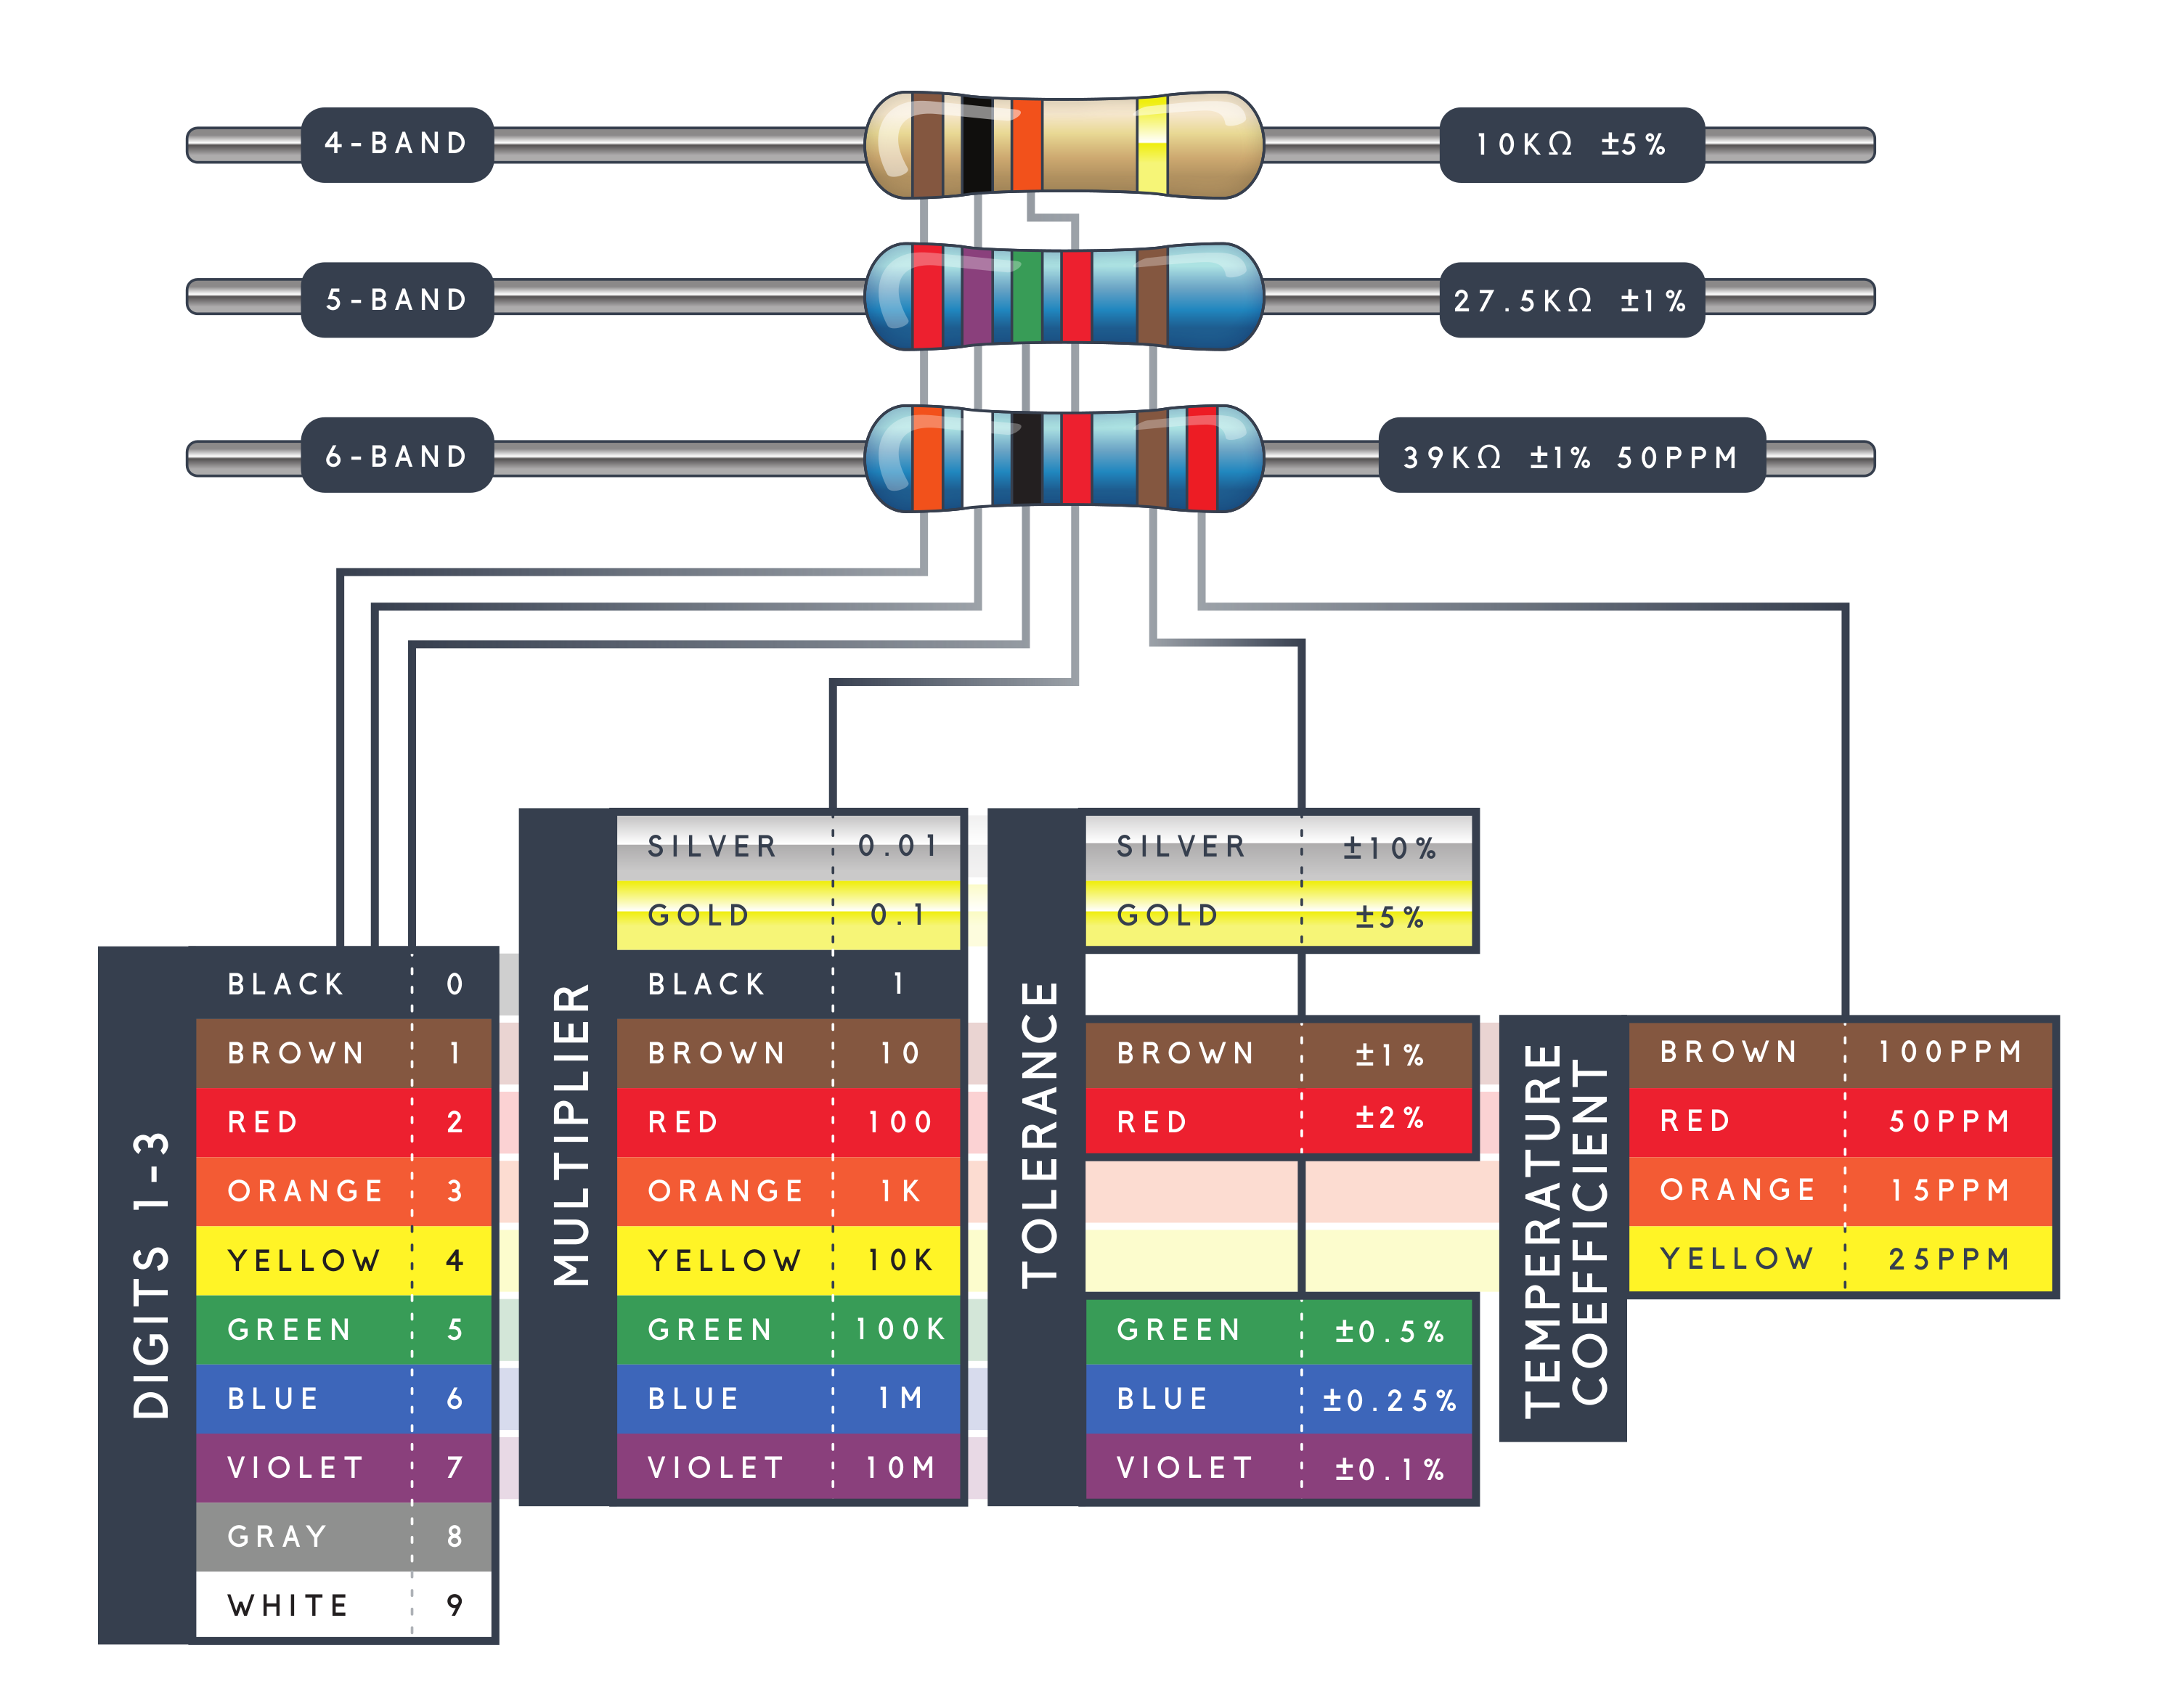 4-BAND
10KΩ ±5%
5-BAND
27.5KΩ ±1%
6-BAND
39KΩ ±1% 50PPM
DIGITS 1-3
BLACK 0
BROWN 1
RED 2
ORANGE 3
YELLOW 4
GREEN 5
BLUE 6
VIOLET 7
GRAY 8
WHITE 9
MULTIPLIER
SILVER 0.01
GOLD 0.1
BLACK 1
BROWN 10
RED 100
ORANGE 1K
YELLOW 10K
GREEN 100K
BLUE 1M
VIOLET 10M
TOLERANCE
SILVER ±10%
GOLD ±5%
BROWN ±1%
RED ±2%
GREEN ±0.5%
BLUE ±0.25%
VIOLET ±0.1%
TEMPERATURE
COEFFICIENT
BROWN 100PPM
RED 50PPM
ORANGE 15PPM
YELLOW 25PPM